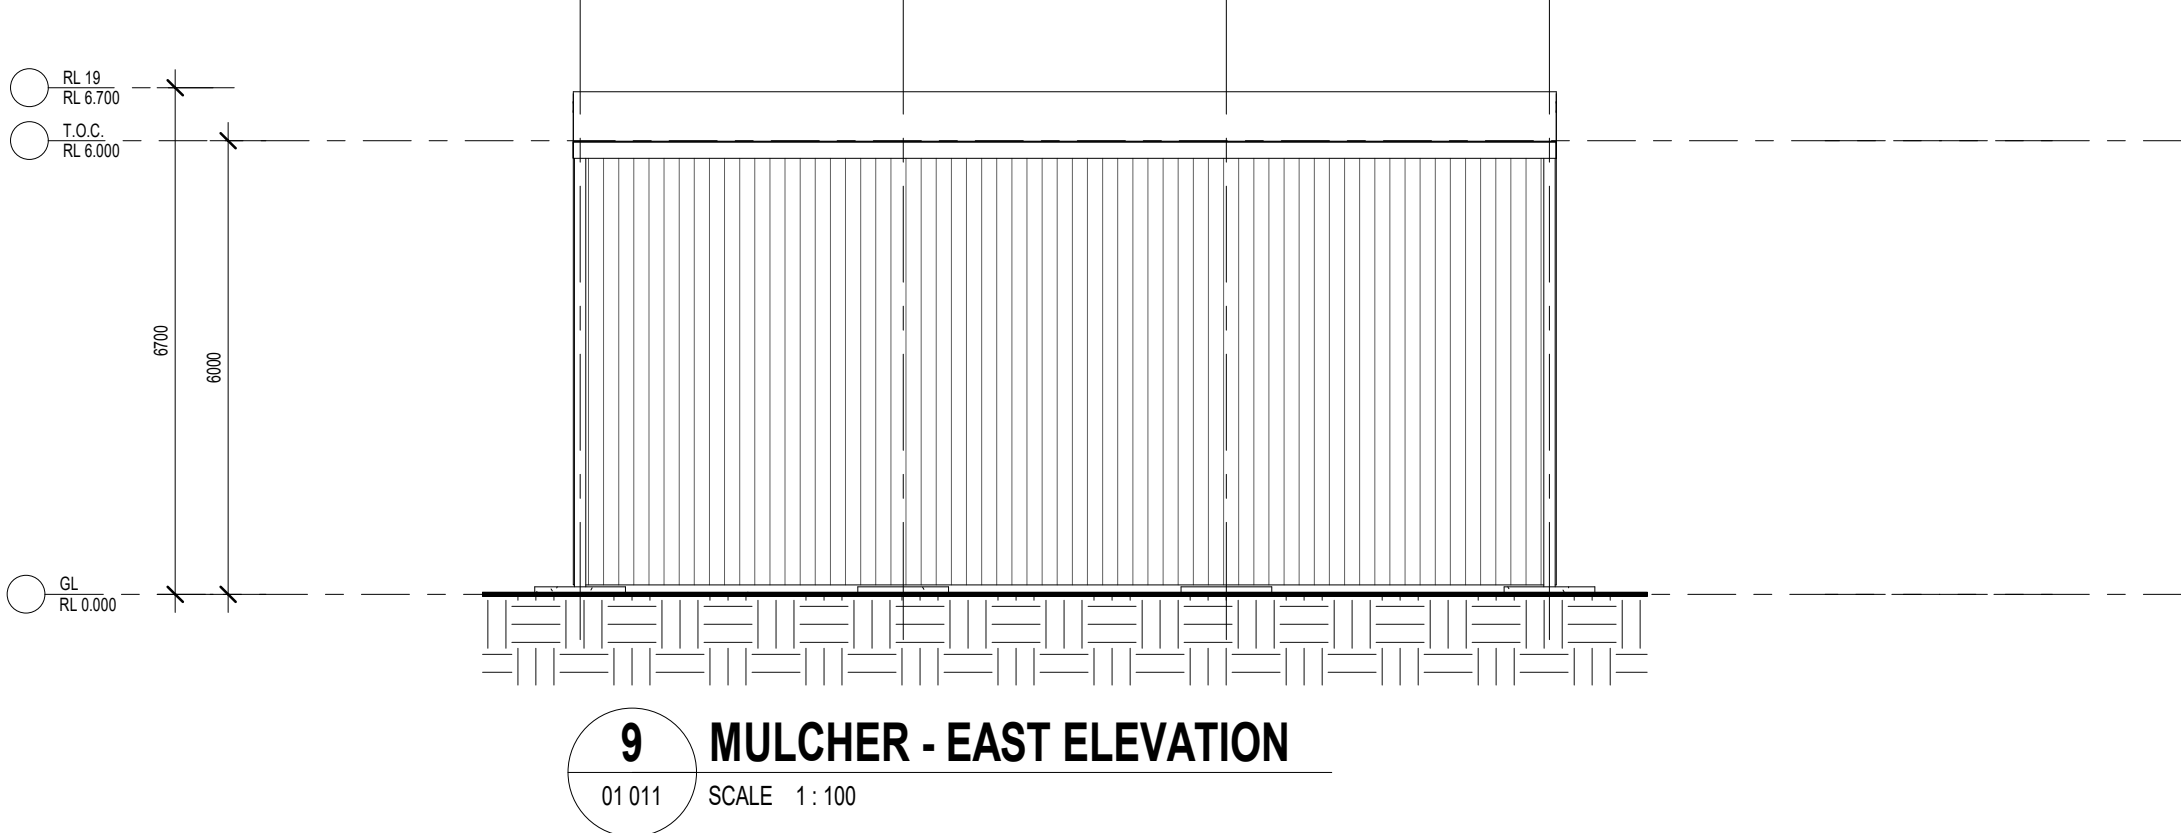 RL 19
RL 6.700
T.O.C.
RL 6.000
6700
6000
GL
RL 0.000
9
01 011
MULCHER - EAST ELEVATION
SCALE 1 : 100